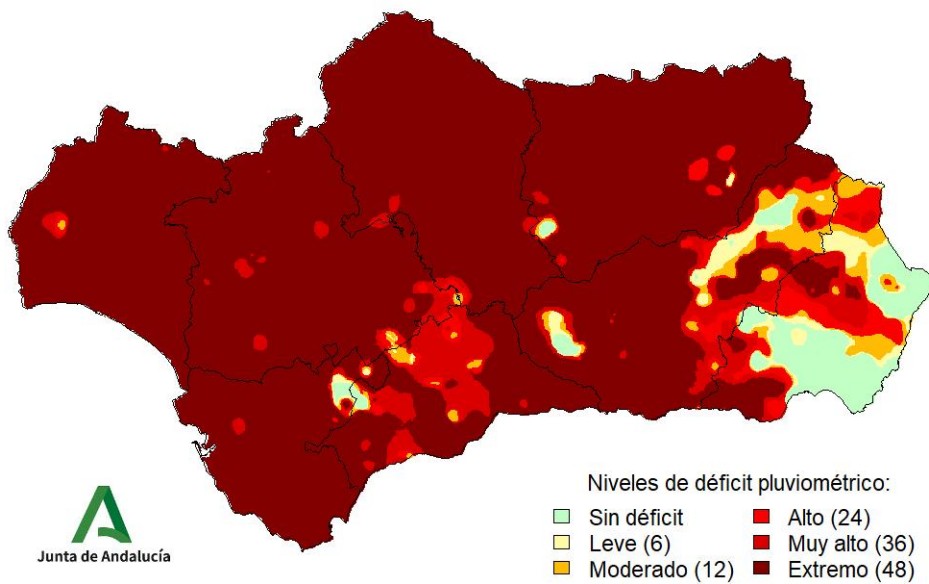 Niveles de déficit pluviométrico:
Sin déficit
Leve (6)
Moderado (12)
Alto (24)
Muy alto (36)
Extremo (48)
Junta de Andalucía